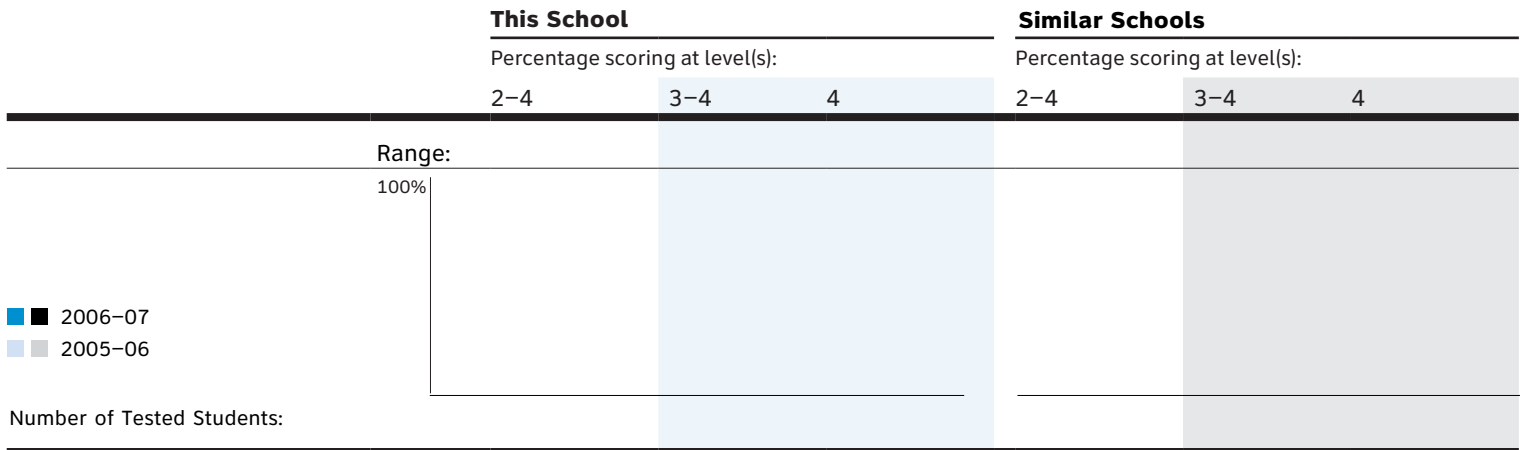 This School Similar Schools
Percentage scoring at level(s): Percentage scoring at level(s):
2–4 3–4 4 2–4 3–4 4
Range:
100%
2006–07
2005–06
Number of Tested Students: